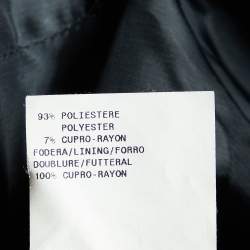 93% POLIESTERE
POLYESTER
7% CUPRO-RAYON
FODERA/LINING/FORRO
DOUBLURE/FUTTERAL
100% CUPRO-RAYON